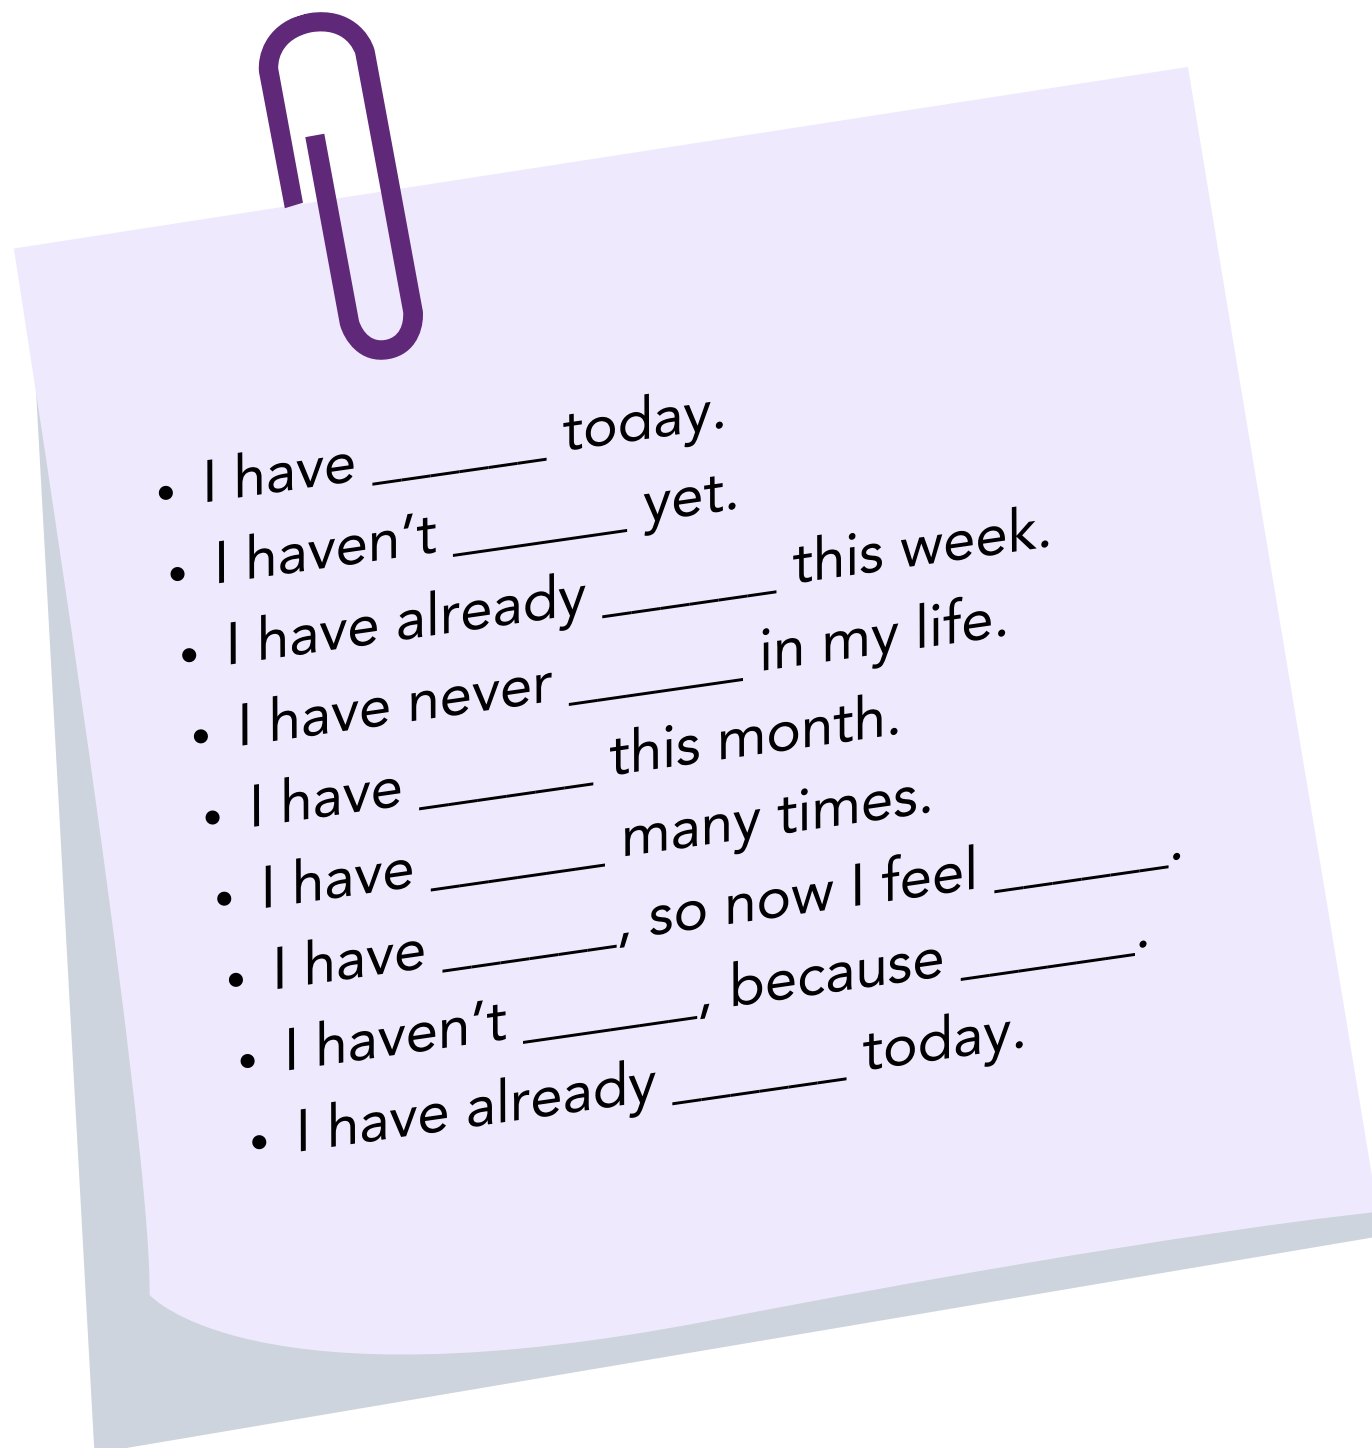 • I have ______ today.
• I haven’t ______ yet.
• I have already ______ this week.
• I have never ______ in my life.
• I have ______ this month.
• I have ______ many times.
• I have ______, so now I feel ______.
• I haven’t ______, because ______.
• I have already ______ today.